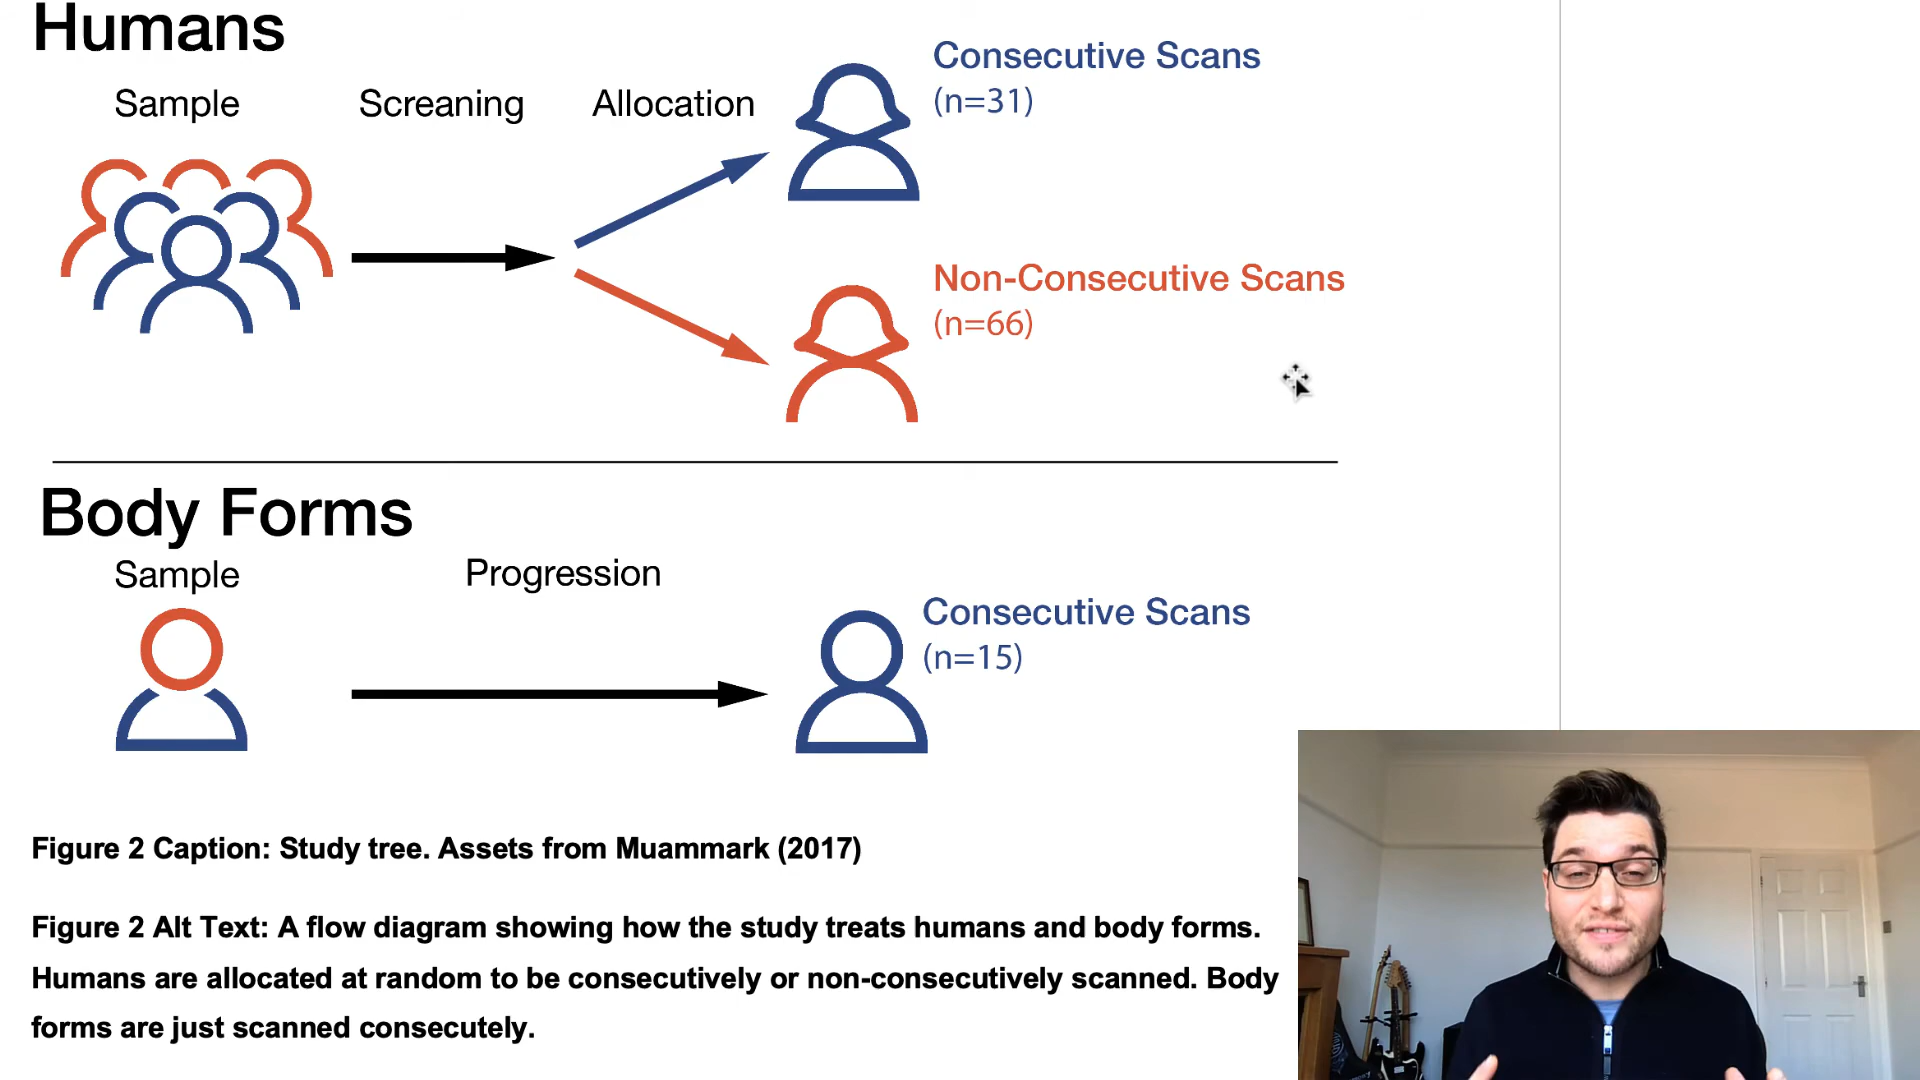 Humans
Sample
Screaning
Allocation
Consecutive Scans
(n=31)
Non-Consecutive Scans
(n=66)
Body Forms
Sample
Progression
Consecutive Scans
(n=15)
Figure 2 Caption: Study tree. Assets from Muammark (2017)
Figure 2 Alt Text: A flow diagram showing how the study treats humans and body forms.
Humans are allocated at random to be consecutively or non-consecutively scanned. Body
forms are just scanned consecutely.